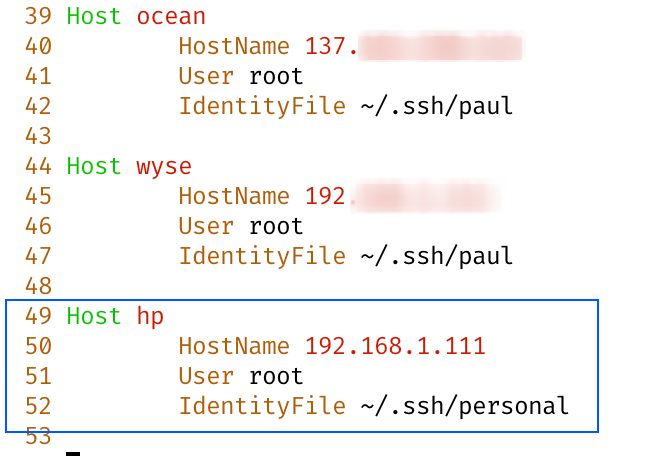 39 Host ocean
40 HostName 137.
41 User root
42 IdentityFile ~/.ssh/paul
43
44 Host wyse
45 HostName 192.
46 User root
47 IdentityFile ~/.ssh/paul
48
49 Host hp
50 HostName 192.168.1.111
51 User root
52 IdentityFile ~/.ssh/personal
53